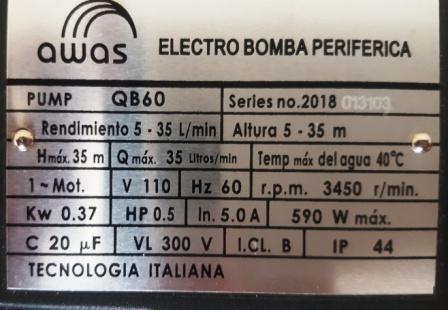 awas ELECTRO BOMBA PERIFERICA
PUMP QB60 Series no.2018 013103
Rendimiento 5 - 35 L/min Altura 5 - 35 m
Hmáx. 35 m Q máx. 35 Litros/min Temp máx del agua 40°C
1~Mot. V 110 Hz 60 r.p.m. 3450 r/min.
Kw 0.37 HP 0.5 In. 5.0 A 590 W máx.
C 20 µF VL 300 V I.CL. B IP 44
TECNOLOGIA ITALIANA